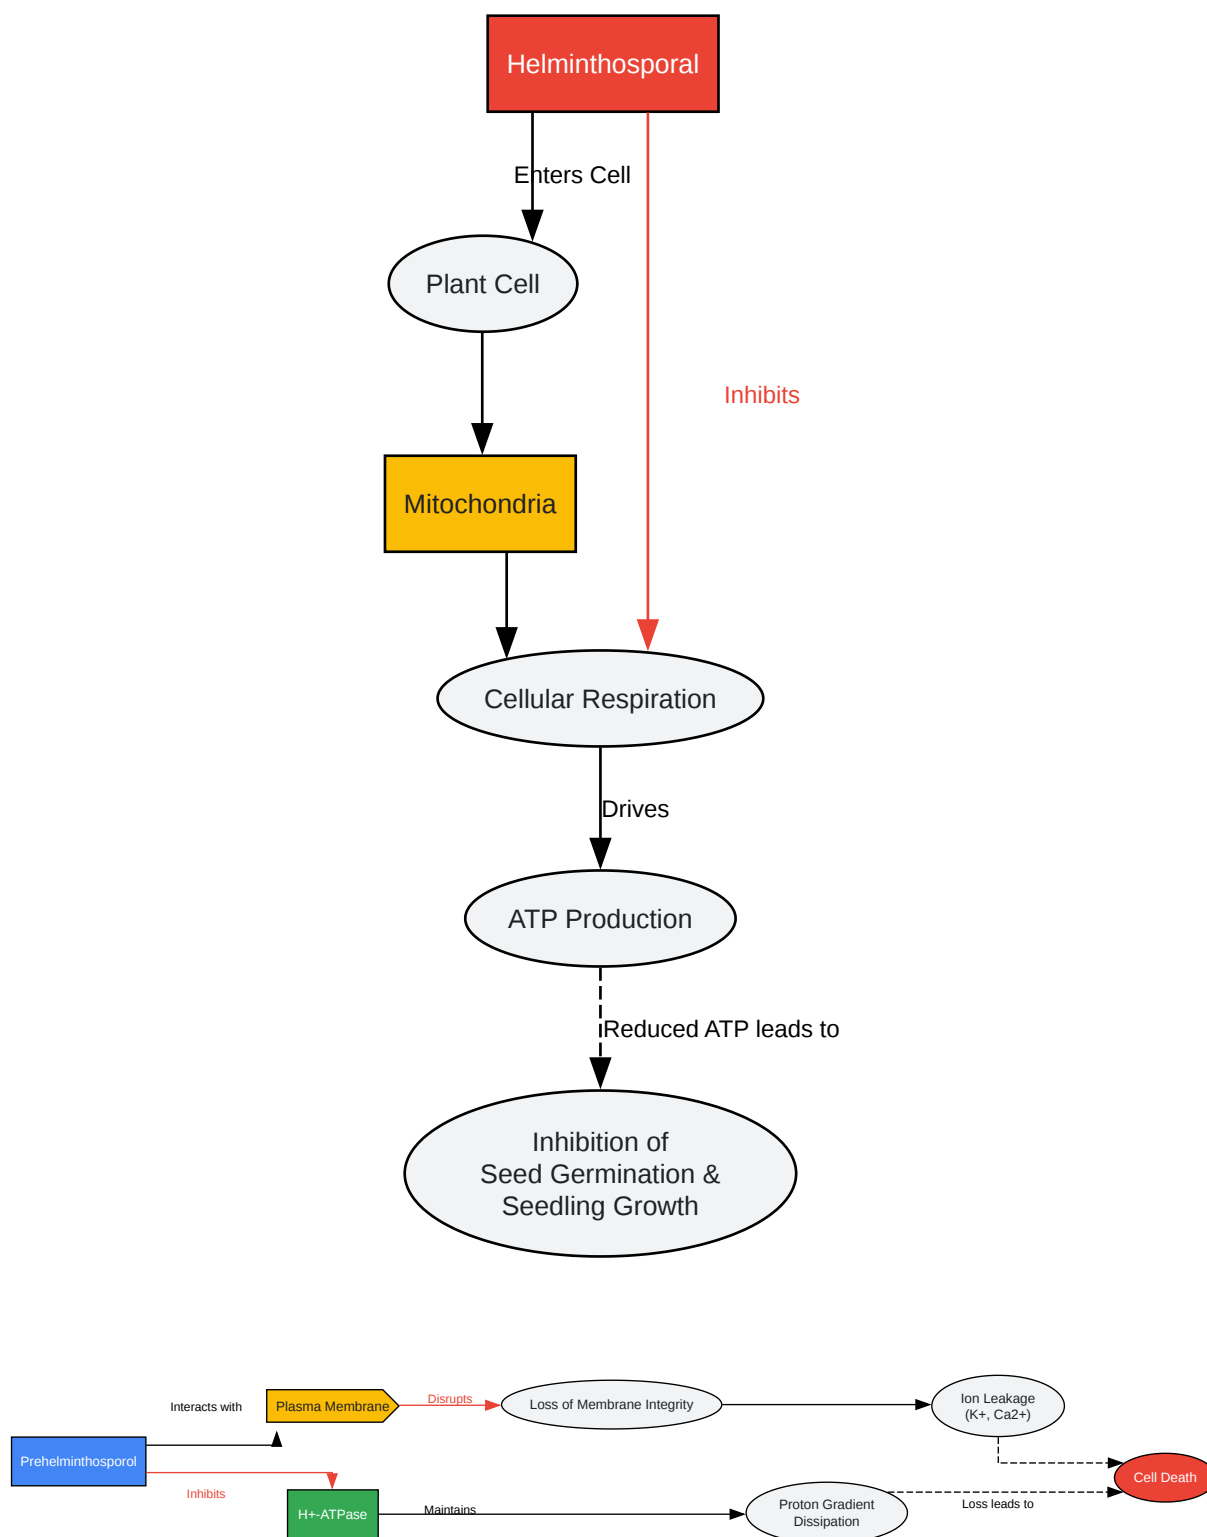 Helminthosporal
Enters Cell
Plant Cell
Inhibits
Mitochondria
Cellular Respiration
Drives
ATP Production
Reduced ATP leads to
Inhibition of
Seed Germination &
Seedling Growth
Interacts with
Plasma Membrane
Disrupts
Loss of Membrane Integrity
Ion Leakage
(K+, Ca2+)
Prehelminthosporol
Inhibits
H+-ATPase
Maintains
Proton Gradient
Dissipation
Loss leads to
Cell Death